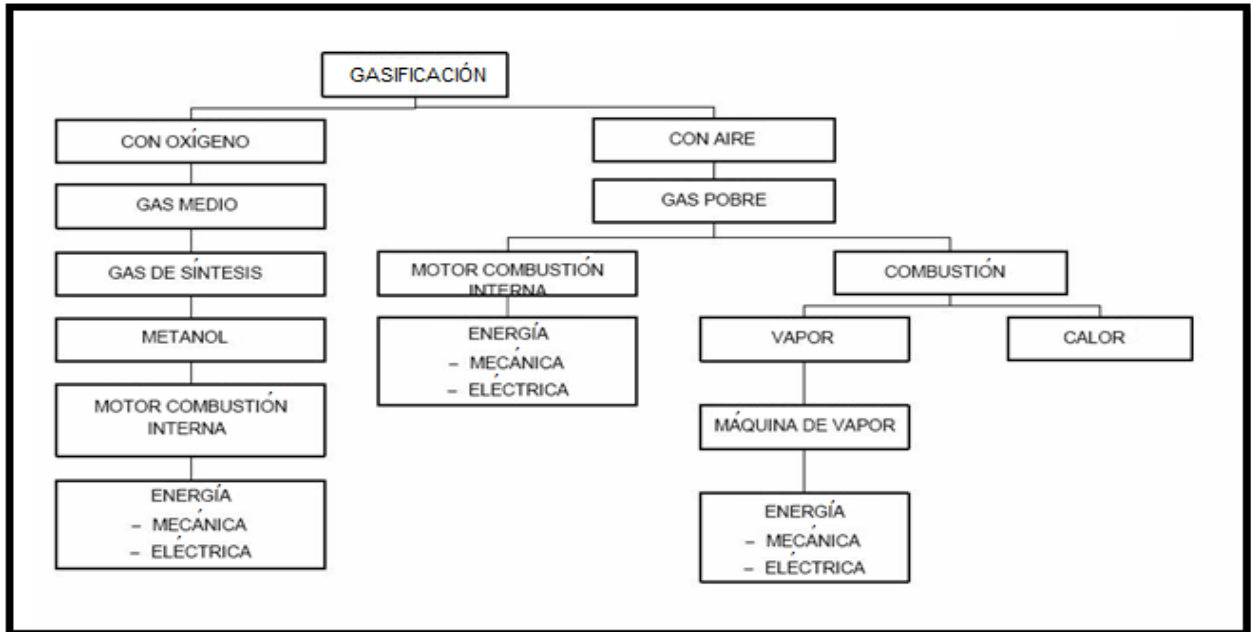 GASIFICACIÓN
CON OXÍGENO
CON AIRE
GAS MEDIO
GAS POBRE
GAS DE SÍNTESIS
MOTOR COMBUSTIÓN
INTERNA
COMBUSTIÓN
METANOL
ENERGÍA
– MECÁNICA
– ELÉCTRICA
VAPOR
CALOR
MOTOR COMBUSTIÓN
INTERNA
MÁQUINA DE VAPOR
ENERGÍA
– MECÁNICA
– ELÉCTRICA
ENERGÍA
– MECÁNICA
– ELÉCTRICA